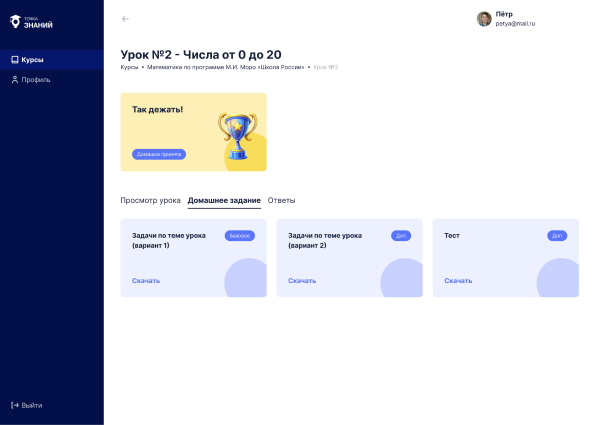 ТОЧКА
ЗНАНИЙ
Пётр
petya@mail.ru
Курсы
Профиль
Урок №2 - Числа от 0 до 20
Курсы • Математика по программе М.И. Моро «Школа России» • Урок №2
Так дежать!
Домашка принята
Просмотр урока Домашнее задание Ответы
Задачи по теме урока
(вариант 1)
Базовое
Скачать
Задачи по теме урока
(вариант 2)
Доп
Скачать
Тест
Доп
Скачать
Выйти